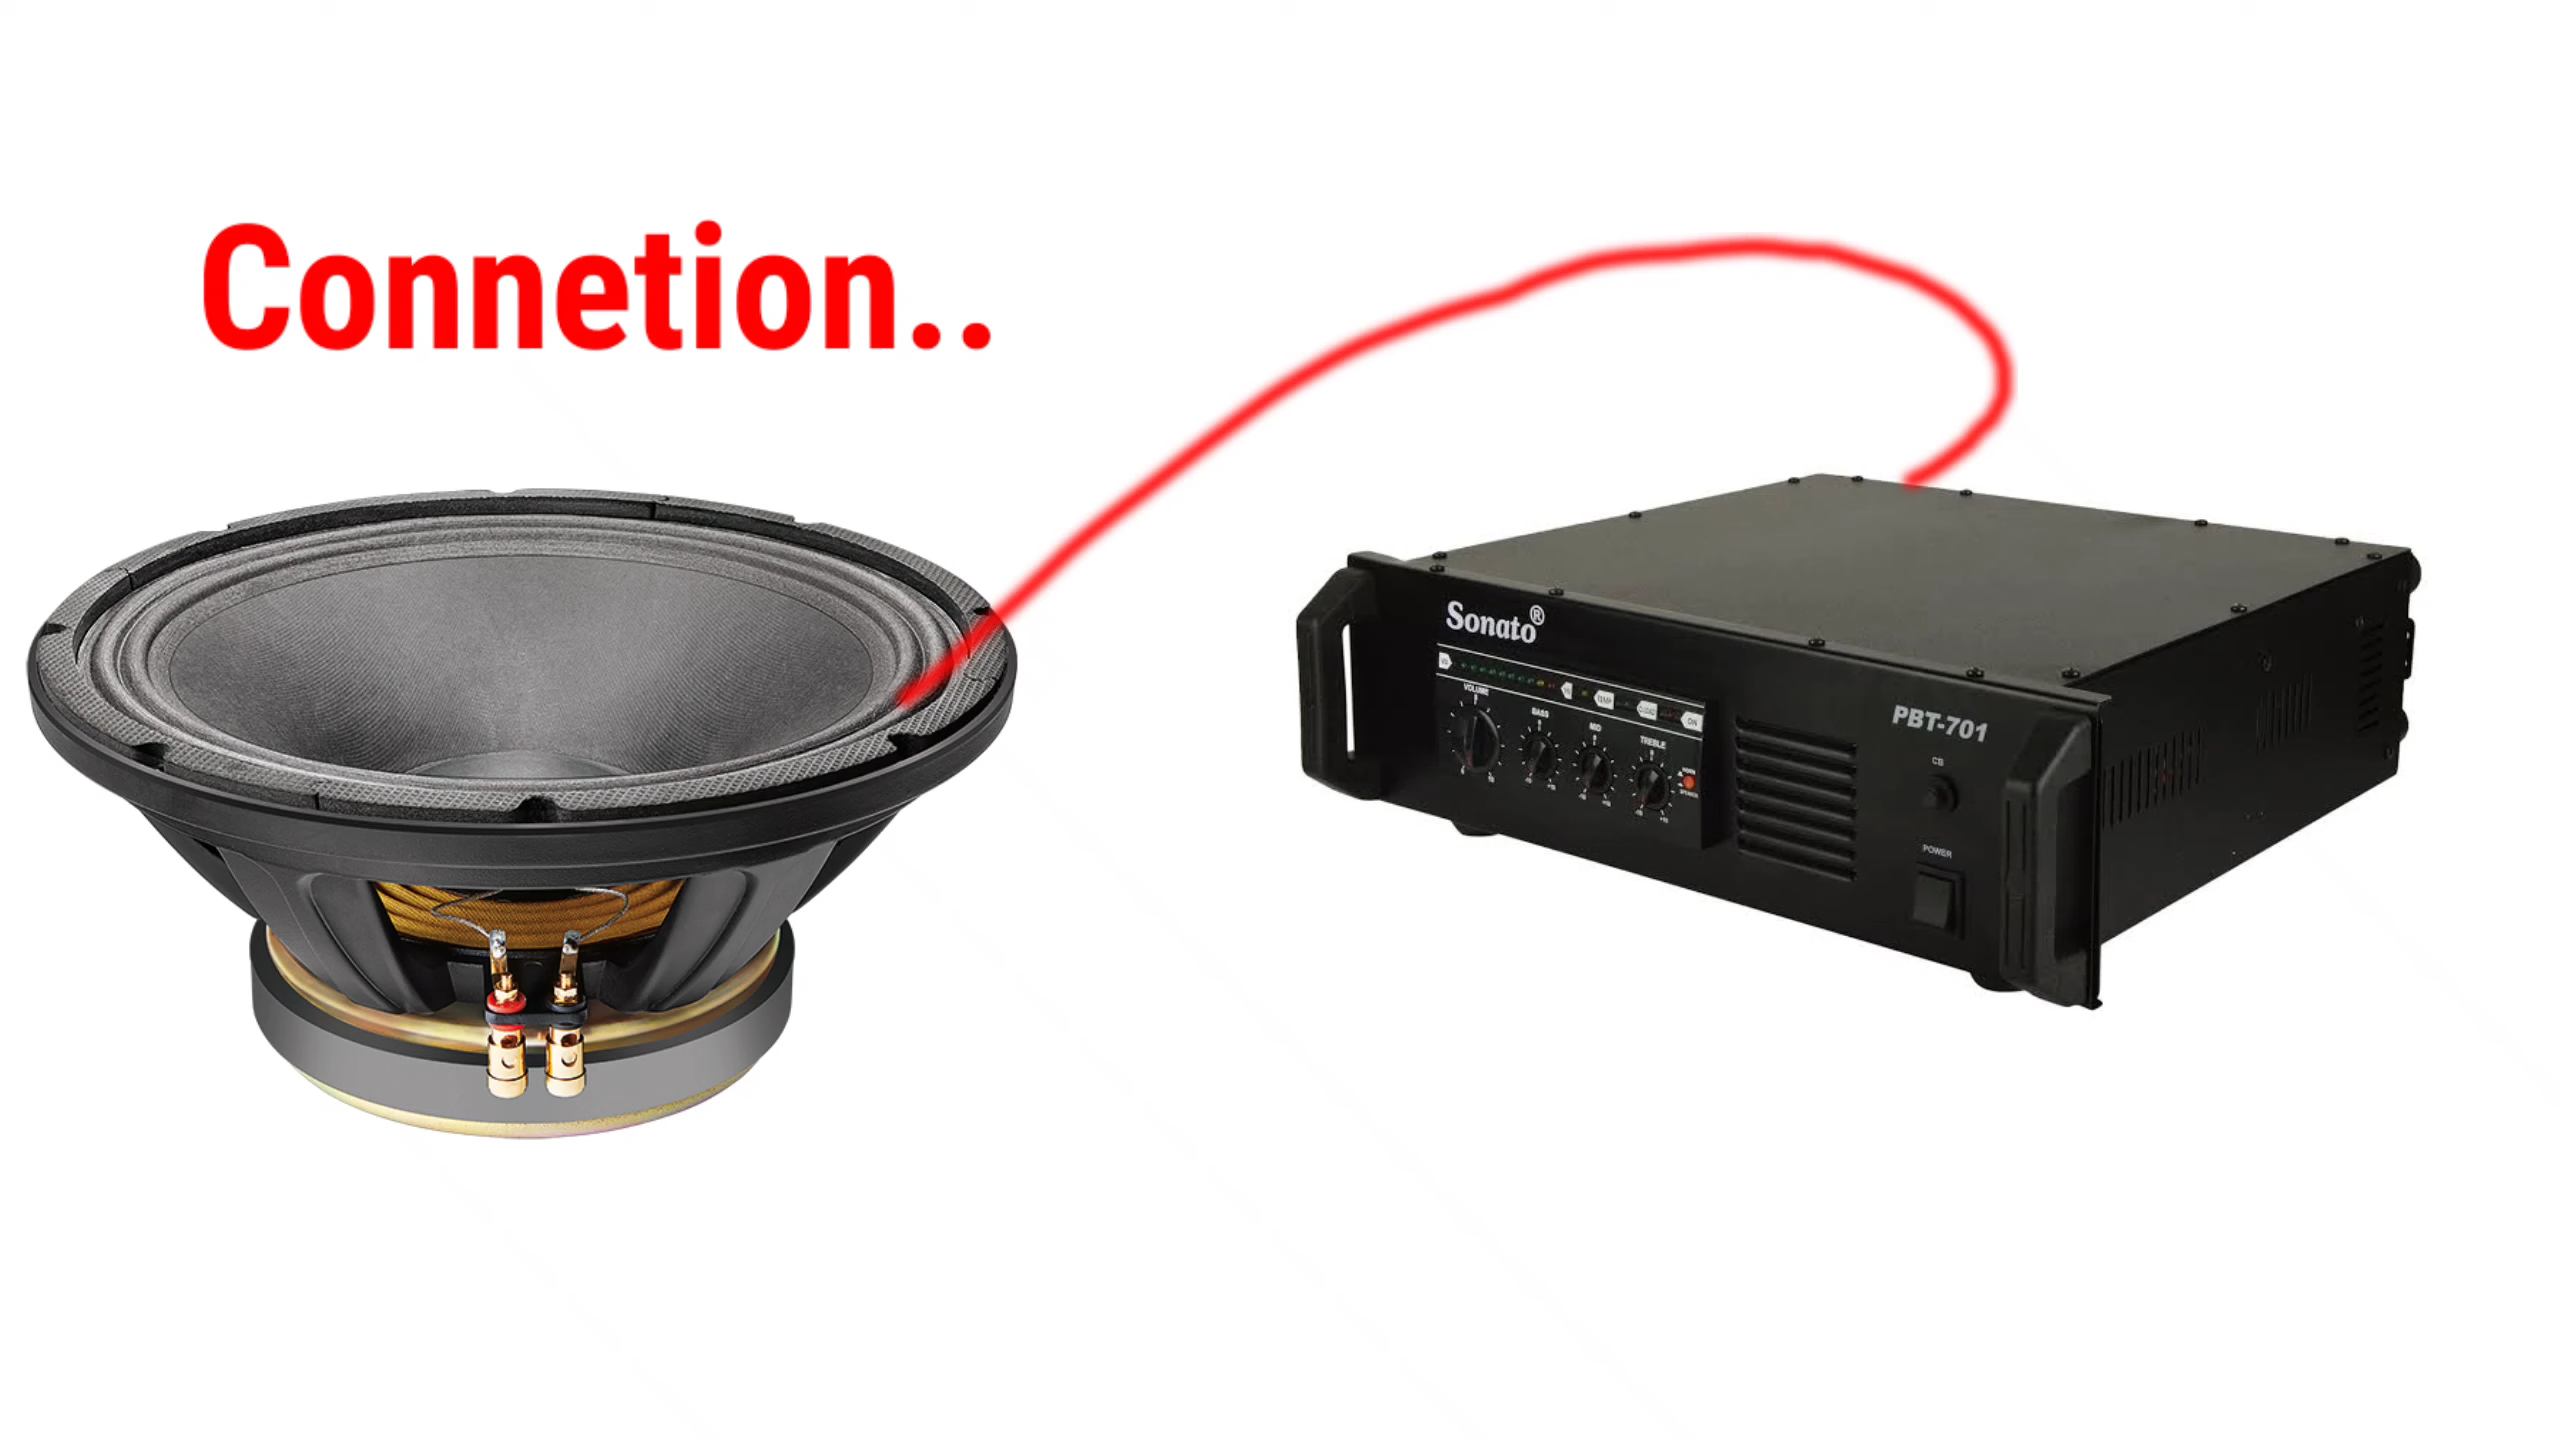 Connetion..
Sonato®
VOLUME
BASS
MID
TREBLE
PBT-701
CB
POWER